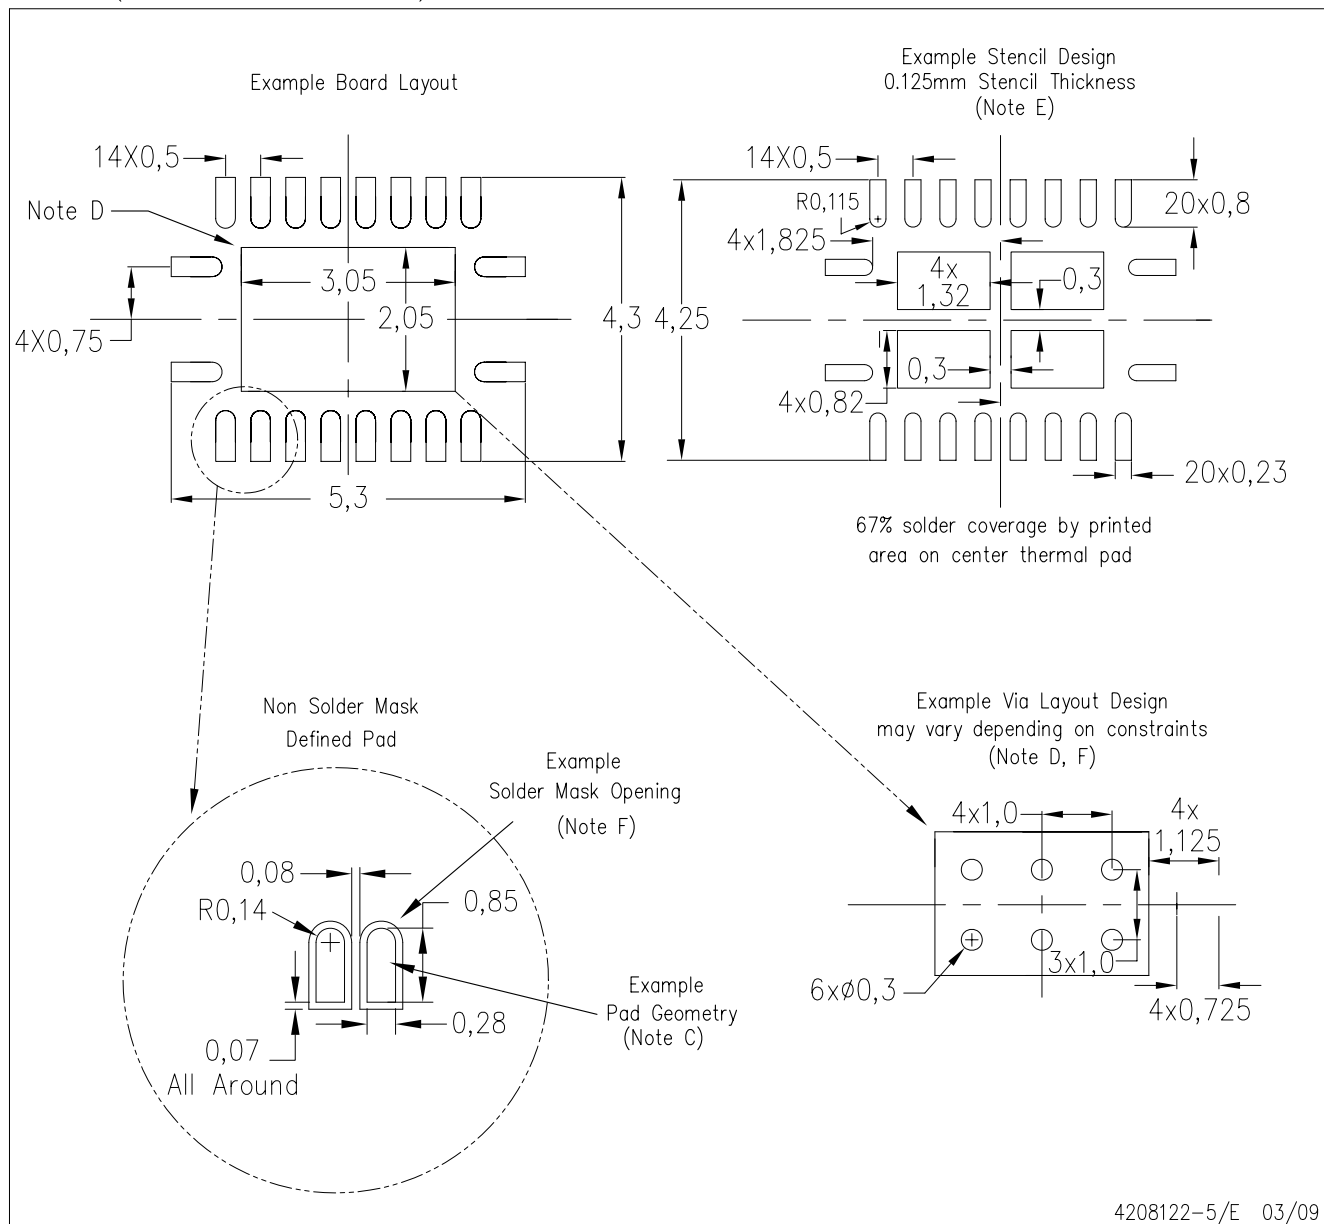 Example Board Layout
14X0,5
Note D
3,05
2,05
4X0,75
4,3
5,3
Example Stencil Design
0.125mm Stencil Thickness
(Note E)
14X0,5
R0,115
20x0,8
4x1,825
4x
1,32
0,3
4,25
0,3
4x0,82
20x0,23
67% solder coverage by printed
area on center thermal pad
Non Solder Mask
Defined Pad
Example
Solder Mask Opening
(Note F)
0,08
R0,14
0,85
Example
Pad Geometry
(Note C)
0,28
0,07
All Around
Example Via Layout Design
may vary depending on constraints
(Note D, F)
4x1,0
4x
1,125
3x1,0
6xø0,3
4x0,725
4208122-5/E 03/09